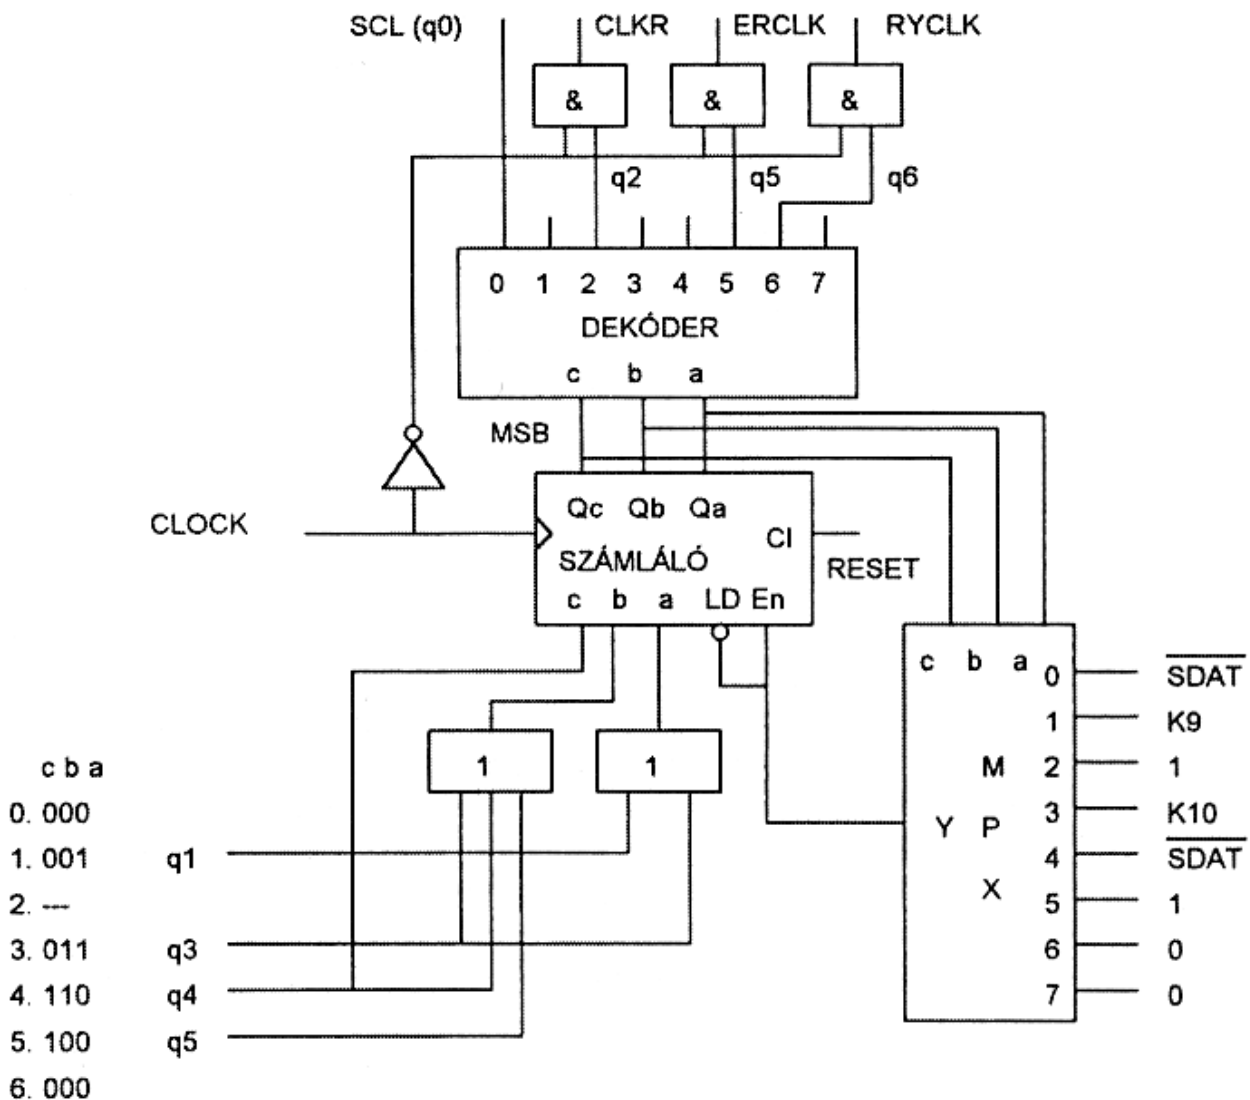 SCL (q0) CLKR ERCLK RYCLK
& & &
q2 q5 q6
0 1 2 3 4 5 6 7
DEKÓDER
c b a
MSB
Qc Qb Qa
CLOCK
CI
SZÁMLÁLÓ
RESET
c b a LD En
c b a
0 SDAT
1 K9
1 1
M 2 1
c b a
0. 000
3 K10
Y P
1. 001 q1
4 SDAT
X 5 1
2. ---
3. 011 q3
6 0
4. 110 q4
7 0
5. 100 q5
6. 000